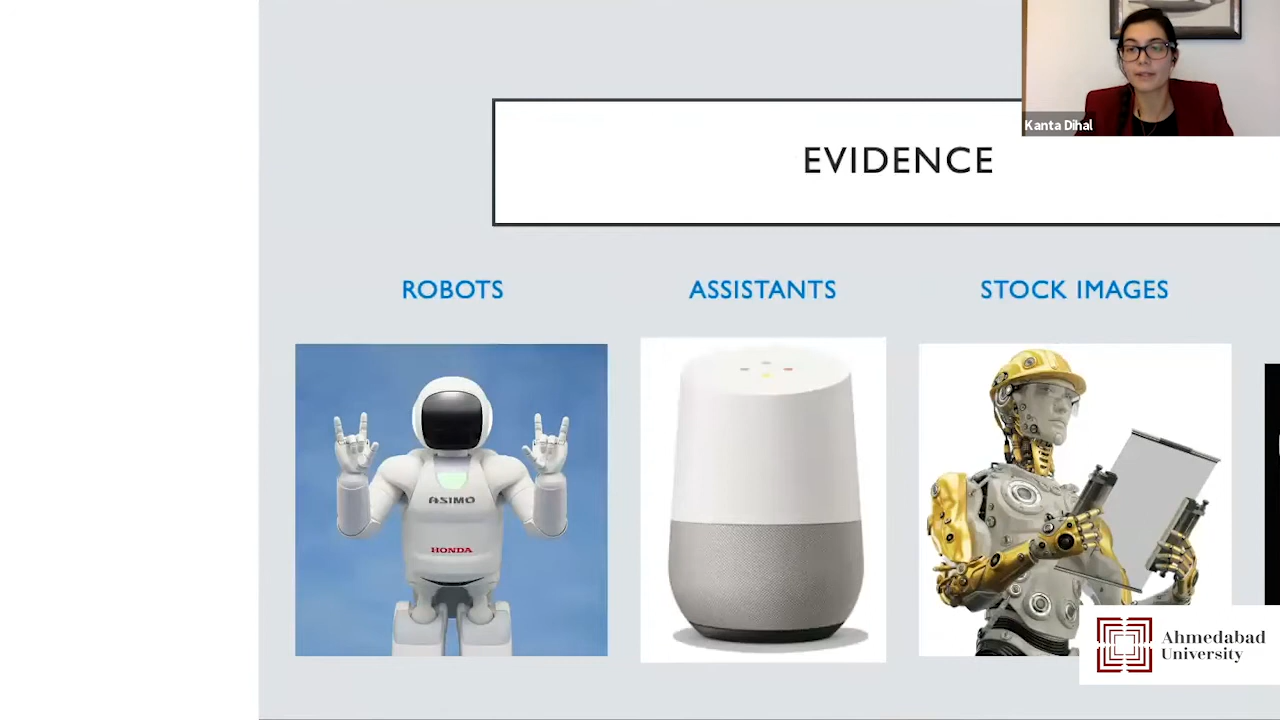 Kanta Dihal
EVIDENCE
ROBOTS
ASSISTANTS
STOCK IMAGES
ASIMO
HONDA
Ahmedabad
University